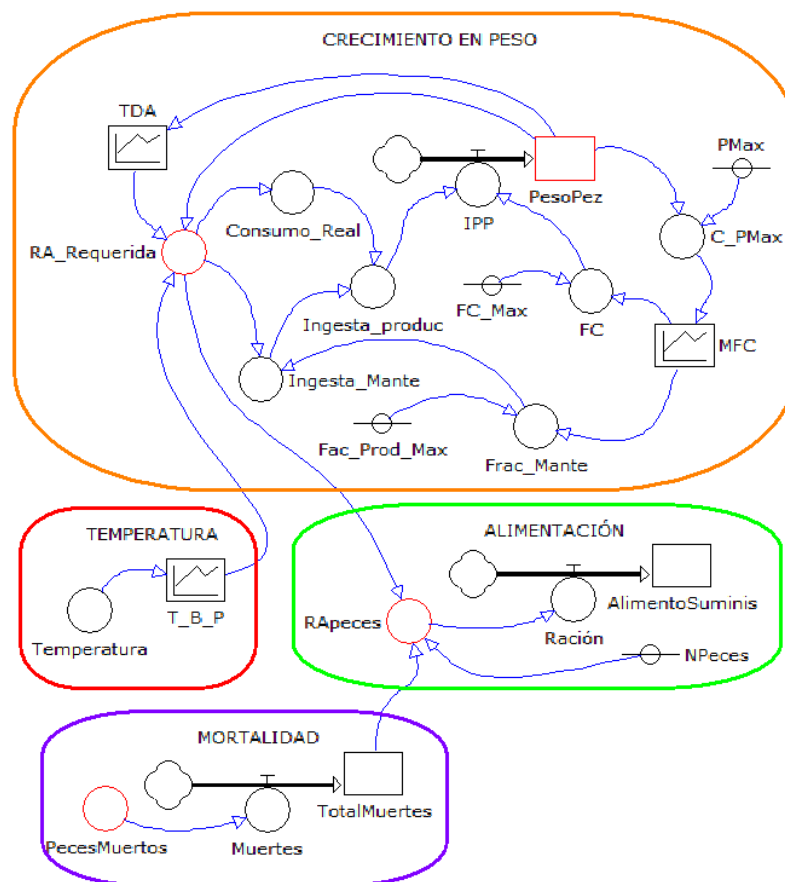 CRECIMIENTO EN PESO
TDA
PMax
PesoPez
IPP
Consumo_Real
C_PMax
RA_Requerida
FC_Max
FC
Ingesta_produc
MFC
Ingesta_Mante
Fac_Prod_Max
Frac_Mante
TEMPERATURA
T_B_P
Temperatura
ALIMENTACIÓN
AlimentoSuminis
RApeces
Ración
NPeces
MORTALIDAD
TotalMuertes
PecesMuertos
Muertes